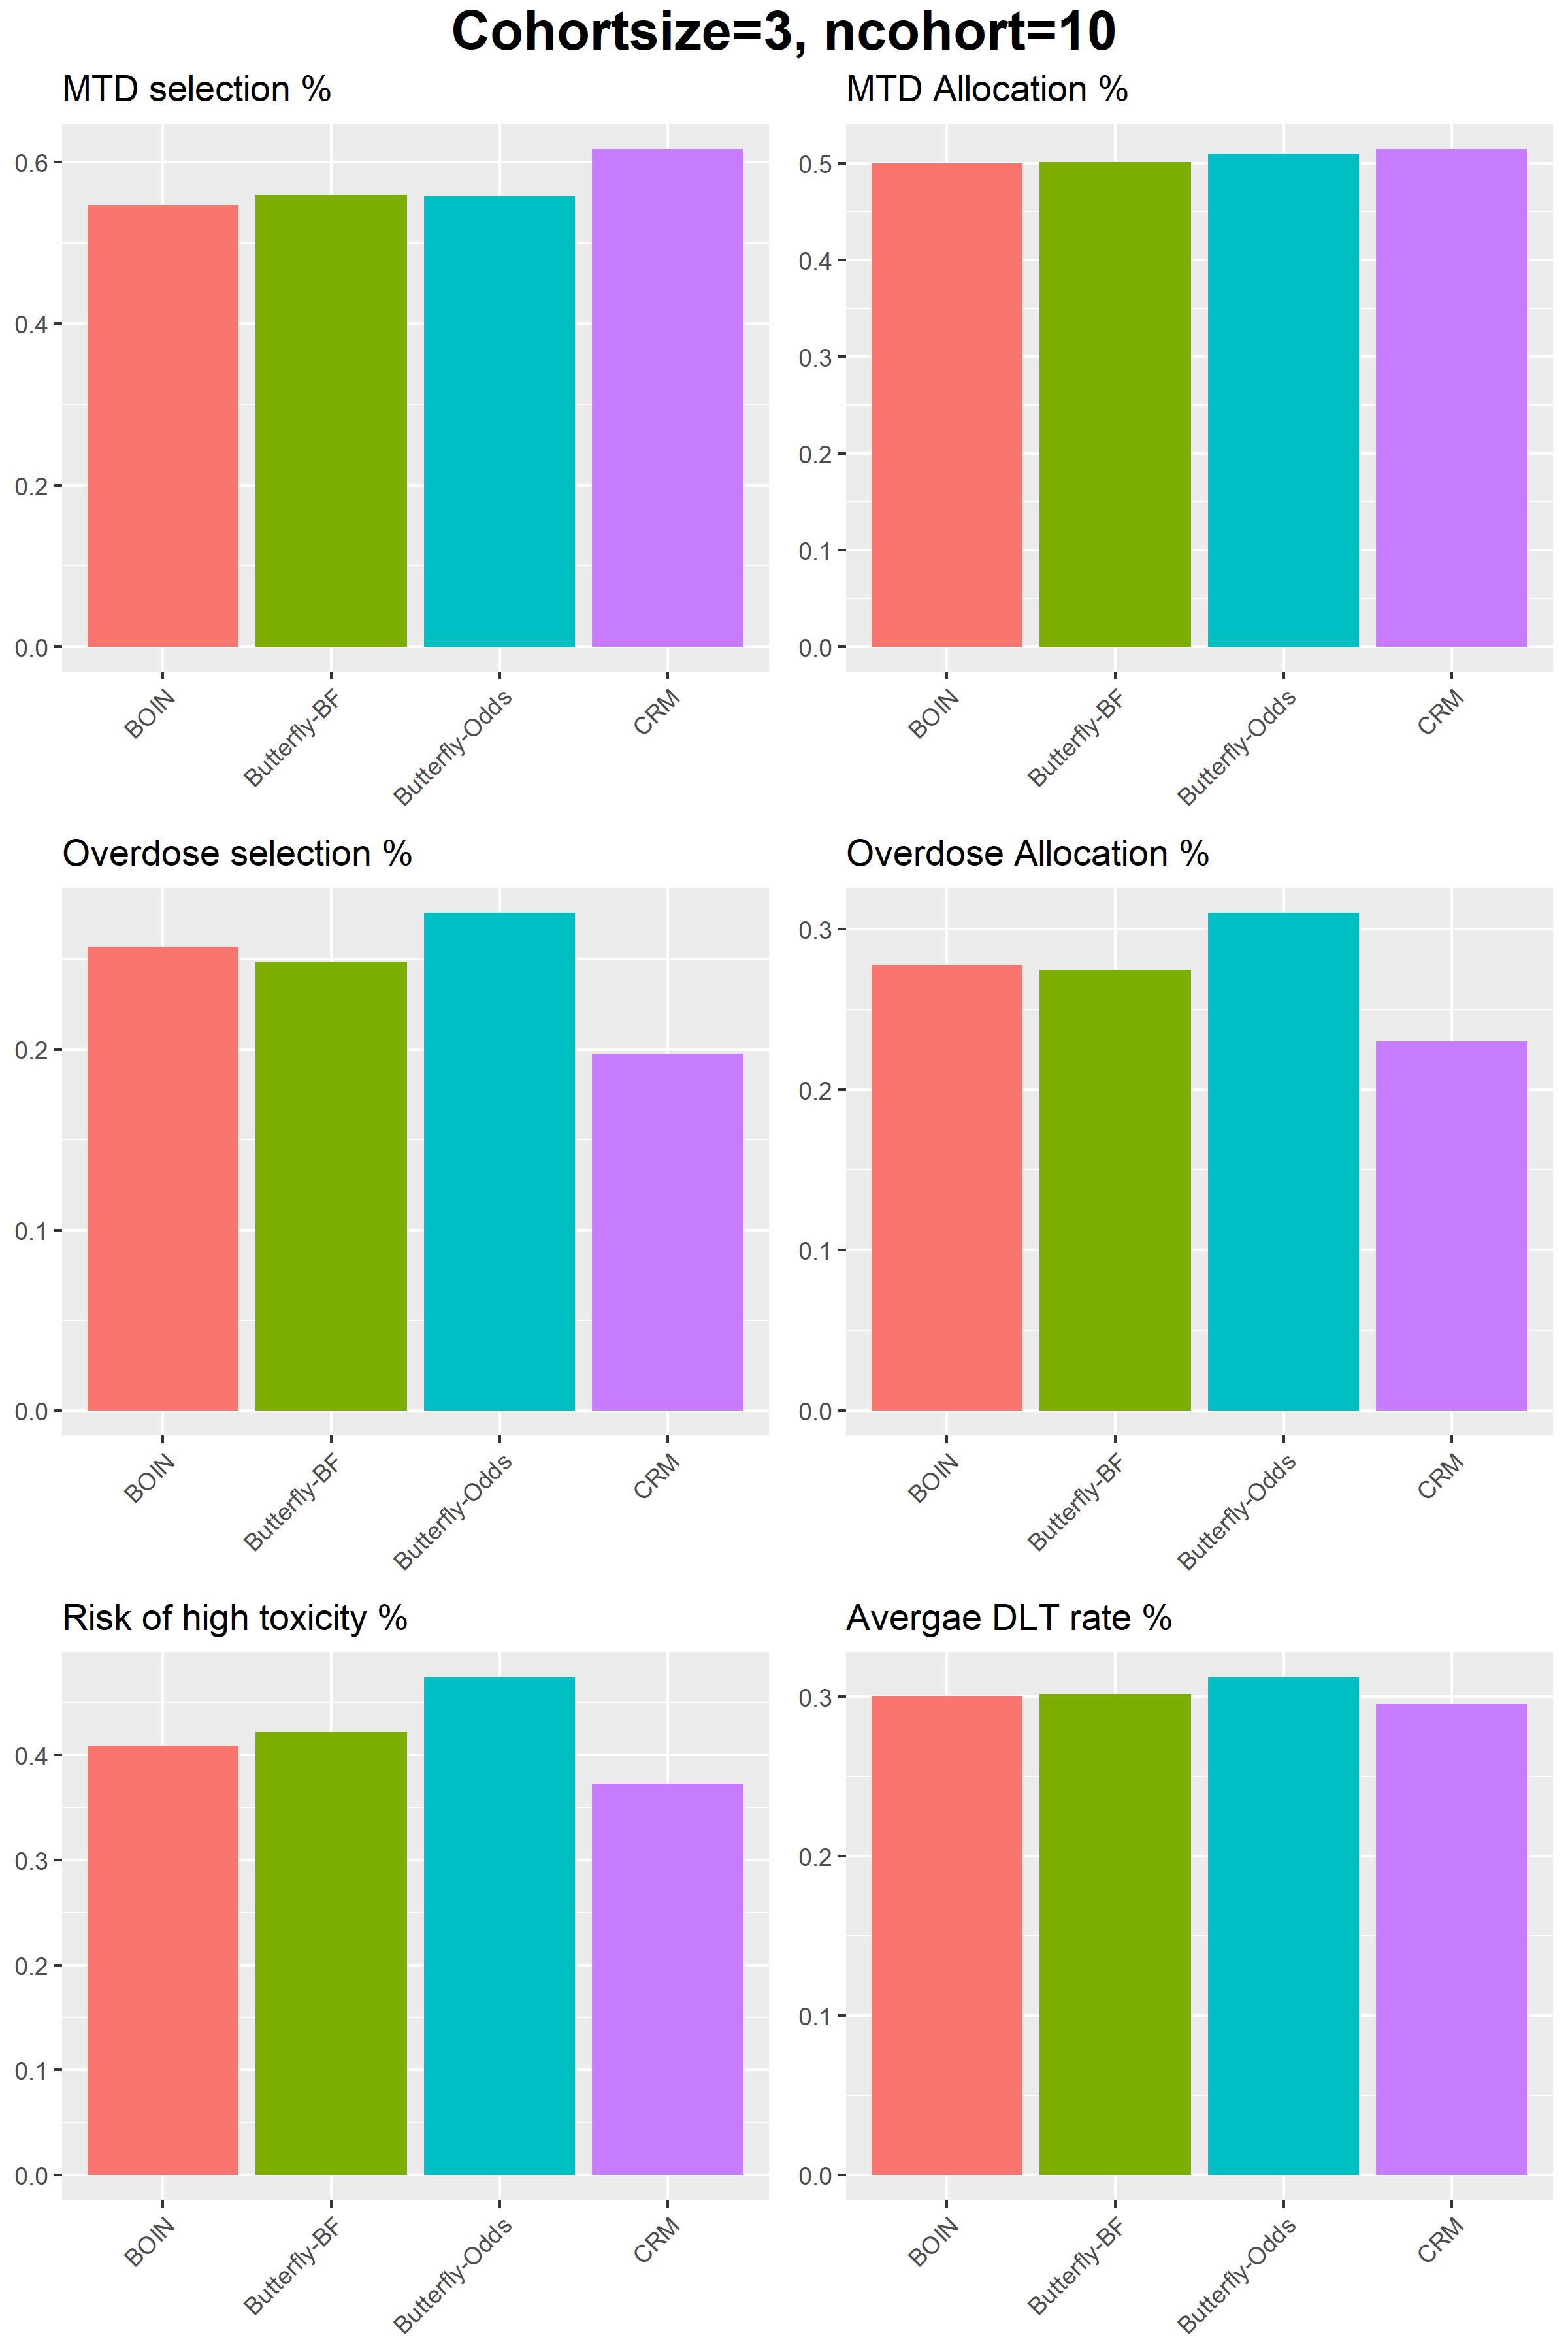 Cohortsize=3, ncohort=10
MTD selection %
0.6
0.4
0.2
0.0
BOIN
Butterfly-BF
Butterfly-Odds
CRM
MTD Allocation %
0.5
0.4
0.3
0.2
0.1
0.0
BOIN
Butterfly-BF
Butterfly-Odds
CRM
Overdose selection %
0.2
0.1
0.0
BOIN
Butterfly-BF
Butterfly-Odds
CRM
Overdose Allocation %
0.3
0.2
0.1
0.0
BOIN
Butterfly-BF
Butterfly-Odds
CRM
Risk of high toxicity %
0.4
0.3
0.2
0.1
0.0
BOIN
Butterfly-BF
Butterfly-Odds
CRM
Avergae DLT rate %
0.3
0.2
0.1
0.0
BOIN
Butterfly-BF
Butterfly-Odds
CRM